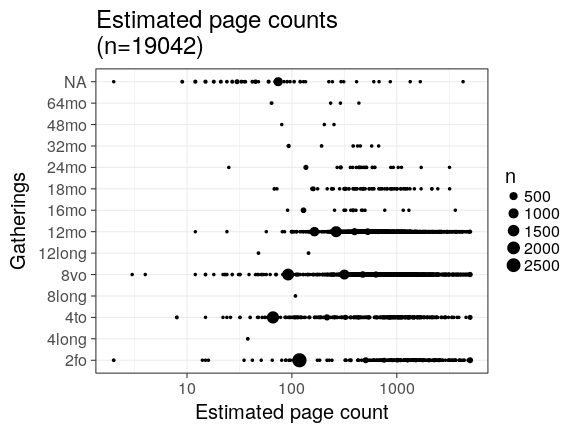 Estimated page counts
(n=19042)
NA
64mo
48mo
32mo
24mo
18mo
16mo
12mo
12long
8vo
8long
4to
4long
2fo
Gatherings
10 100 1000
Estimated page count
n
500
1000
1500
2000
2500